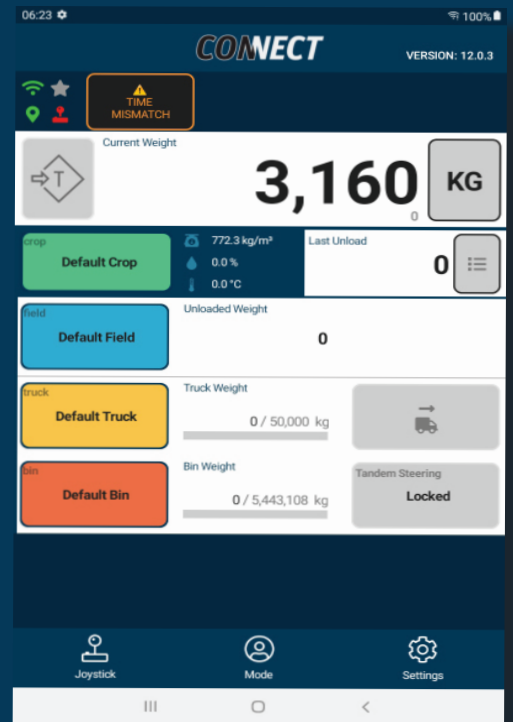 06:23
100%
CONNECT
VERSION: 12.0.3
TIME
MISMATCH
Current Weight
T
3,160
0
KG
crop
Default Crop
772.3 kg/m³
0.0 %
0.0 °C
Last Unload
0
field
Default Field
Unloaded Weight
0
truck
Default Truck
Truck Weight
0 / 50,000 kg
bin
Default Bin
Bin Weight
0 / 5,443,108 kg
Tandem Steering
Locked
Joystick
Mode
Settings